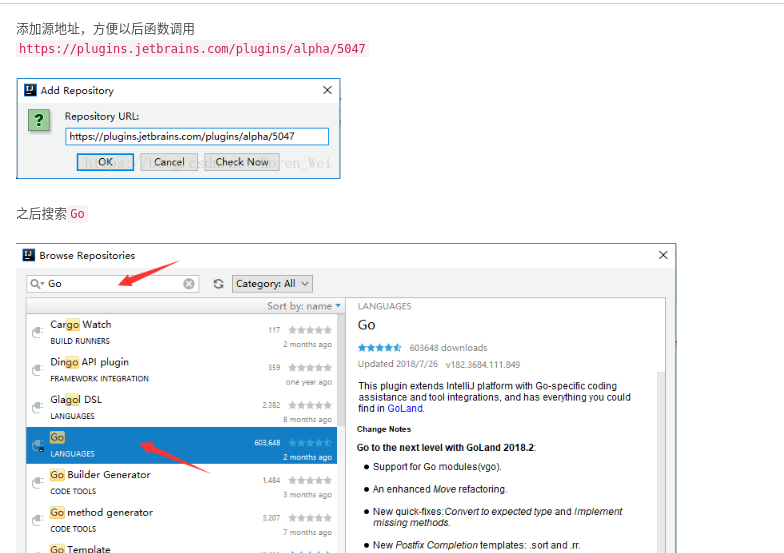 添加源地址，方便以后函数调用
https://plugins.jetbrains.com/plugins/alpha/5047
Add Repository
Repository URL:
https://plugins.jetbrains.com/plugins/alpha/5047
OK Cancel Check Now
之后搜索 Go
Browse Repositories
Go Category: All
Sort by: name
Cargo Watch 117
BUILD RUNNERS 2 months ago
Dingo API plugin 359
FRAMEWORK INTEGRATION one year ago
Glagol DSL 2,382
LANGUAGES 8 months ago
Go 603,648
LANGUAGES 2 months ago
Go Builder Generator 1,484
CODE TOOLS 3 months ago
Go method generator 3,207
CODE TOOLS 7 months ago
Go Template
LANGUAGES
Go
603648 downloads
Updated 2018/7/26 v182.3684.111.849
This plugin extends IntelliJ platform with Go-specific coding
assistance and tool integrations, and has everything you could
find in GoLand.
Change Notes
Go to the next level with GoLand 2018.2:
Support for Go modules(vgo).
An enhanced Move refactoring.
New quick-fixes:Convert to expected type and Implement
missing methods.
New Postfix Completion templates: .sort and .rr.